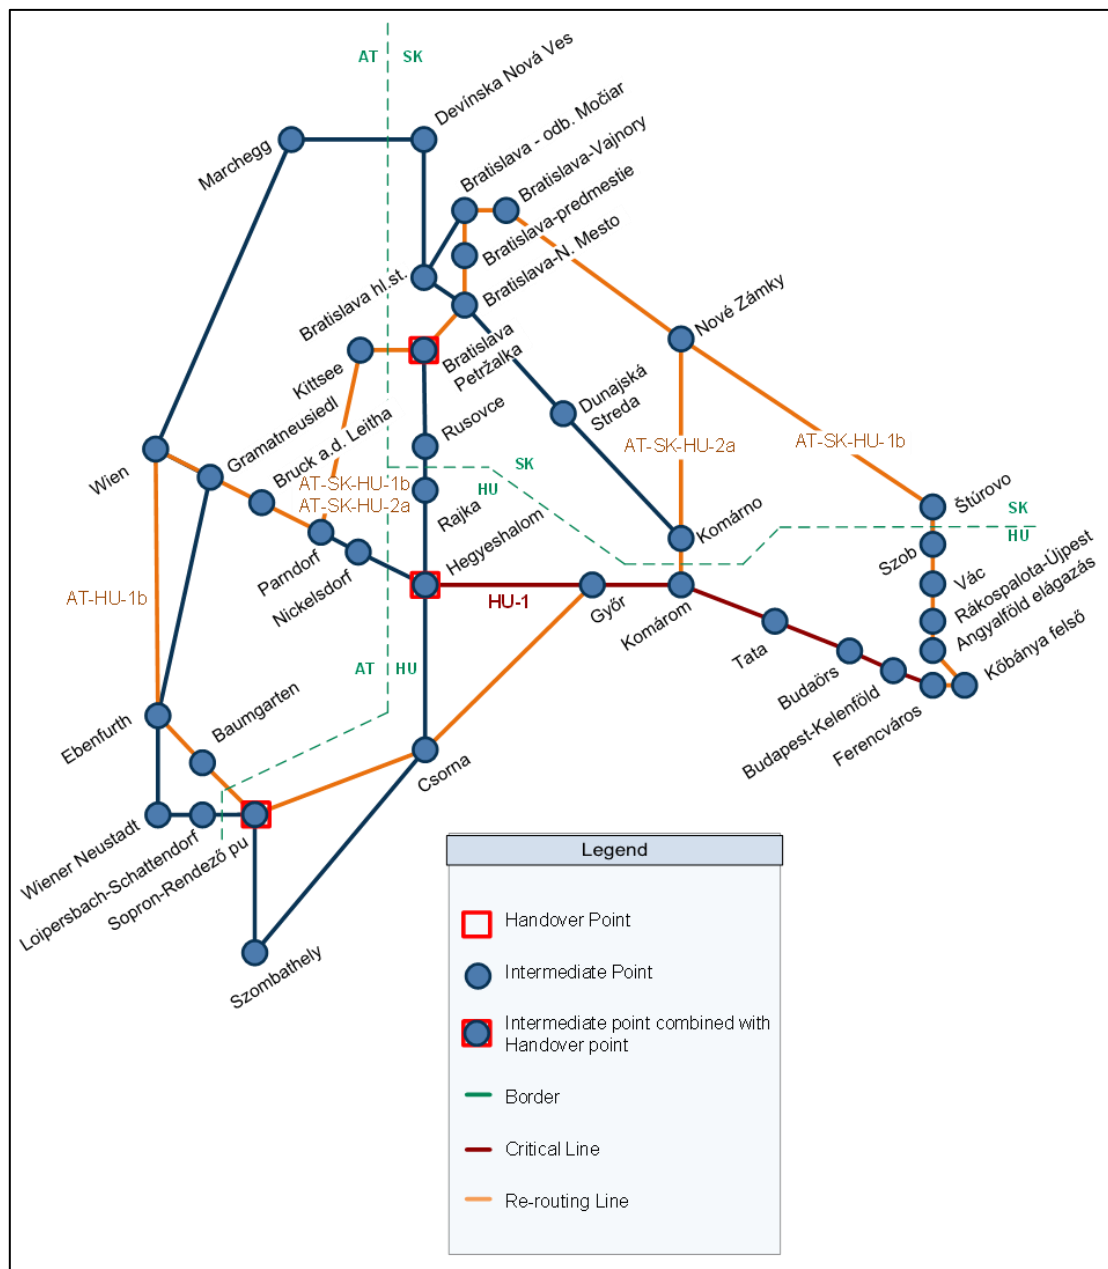 AT
SK
Devínska Nová Ves
Marchegg
Bratislava - odb. Močiar
Bratislava-Vajnory
Bratislava-predmestie
Bratislava-N. Mesto
Bratislava hl.st.
Nové Zámky
Kittsee
Bratislava
Petržalka
Gramatneusiedl
Bruck a.d. Leitha
Dunajská
Streda
Rusovce
AT-SK-HU-2a
AT-SK-HU-1b
Wien
AT-SK-HU-1b
AT-SK-HU-2a
SK
HU
Rajka
Štúrovo
SK
HU
Komárno
Szob
Parndorf
Nickelsdorf
Hegyeshalom
Vác
AT-HU-1b
HU-1
Győr
Komárom
Rákospalota-Újpest
Angyalföld elágazás
Tata
Budaörs
Kőbánya felső
AT
HU
Budapest-Kelenföld
Ferencváros
Ebenfurth
Baumgarten
Csorna
Wiener Neustadt
Loipersbach-Schattendorf
Sopron-Rendező pu
Szombathely
Legend
Handover Point
Intermediate Point
Intermediate point combined with
Handover point
Border
Critical Line
Re-routing Line